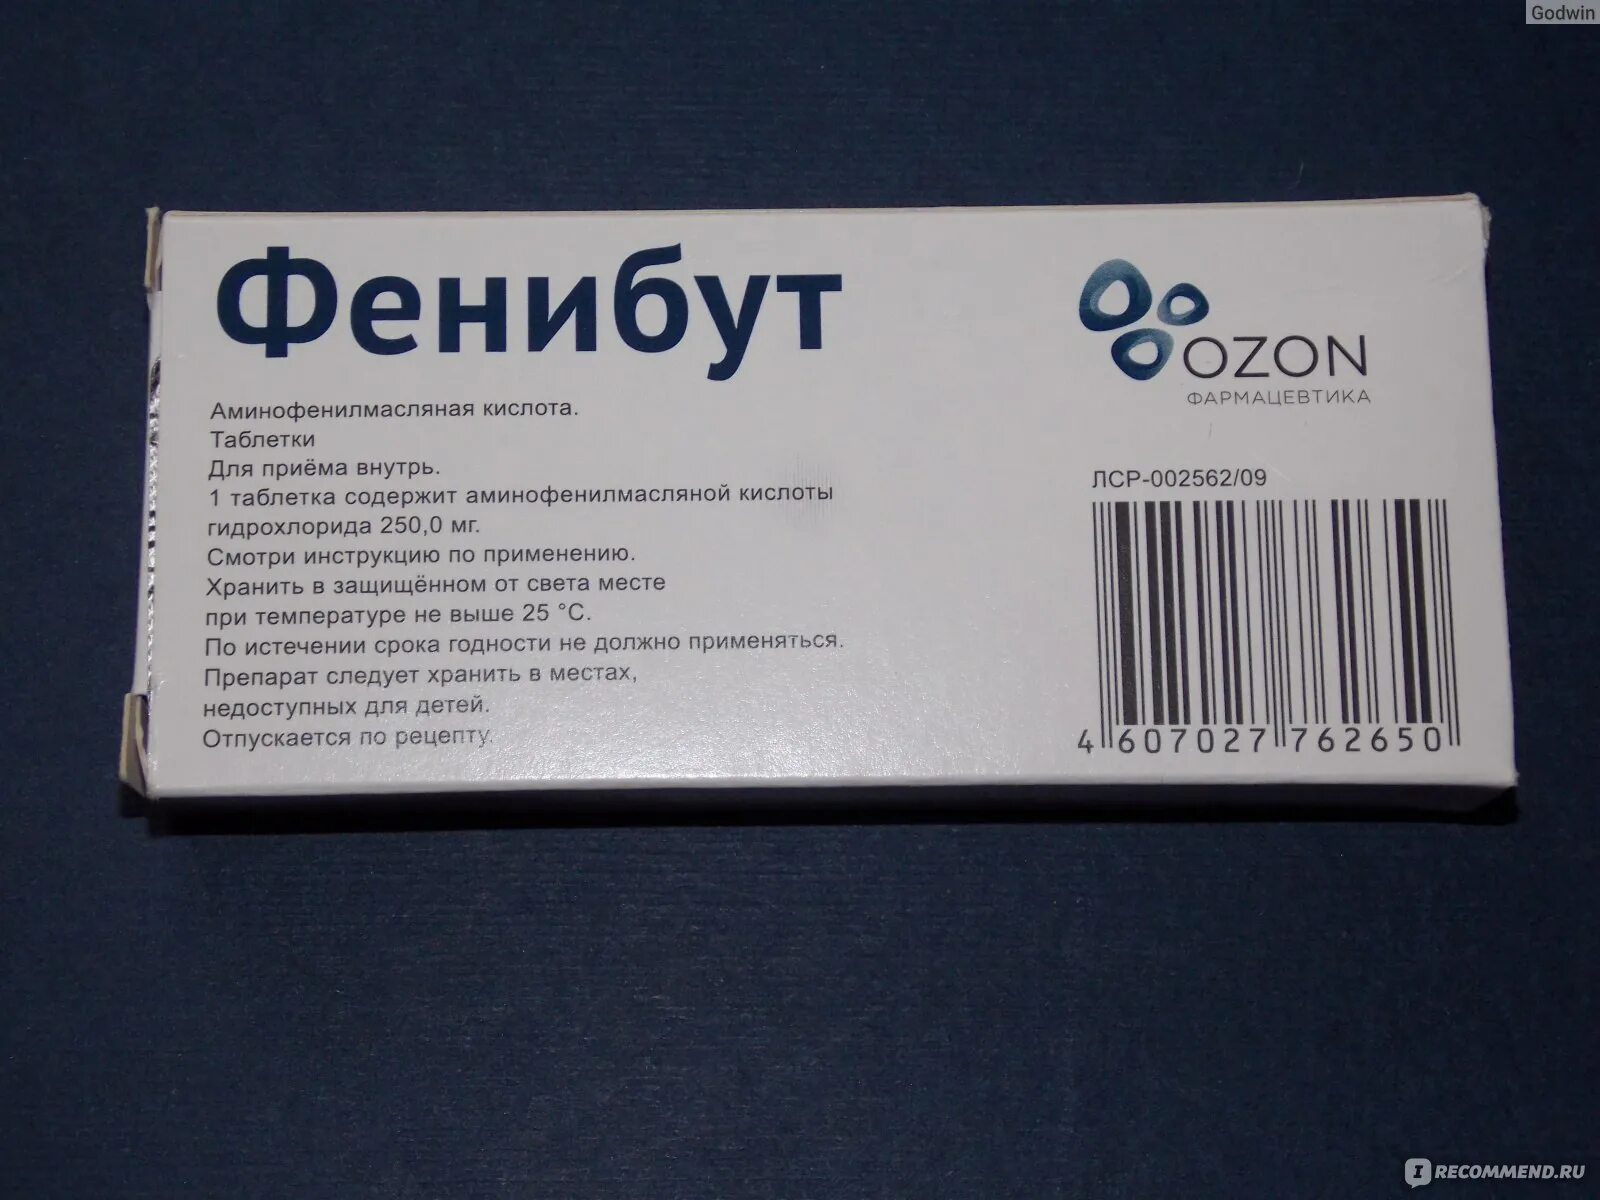 Godwin
Фенибут
Аминофенилмасляная кислота.
Таблетки
Для приёма внутрь.
1 таблетка содержит аминофенилмасляной кислоты
гидрохлорида 250,0 мг.
Смотри инструкцию по применению.
Хранить в защищённом от света месте
при температуре не выше 25 °С.
По истечении срока годности не должно применяться.
Препарат следует хранить в местах,
недоступных для детей.
Отпускается по рецепту.
OZON
ФАРМАЦЕВТИКА
ЛСР-002562/09
4 607027 762650
IRECOMMEND.RU